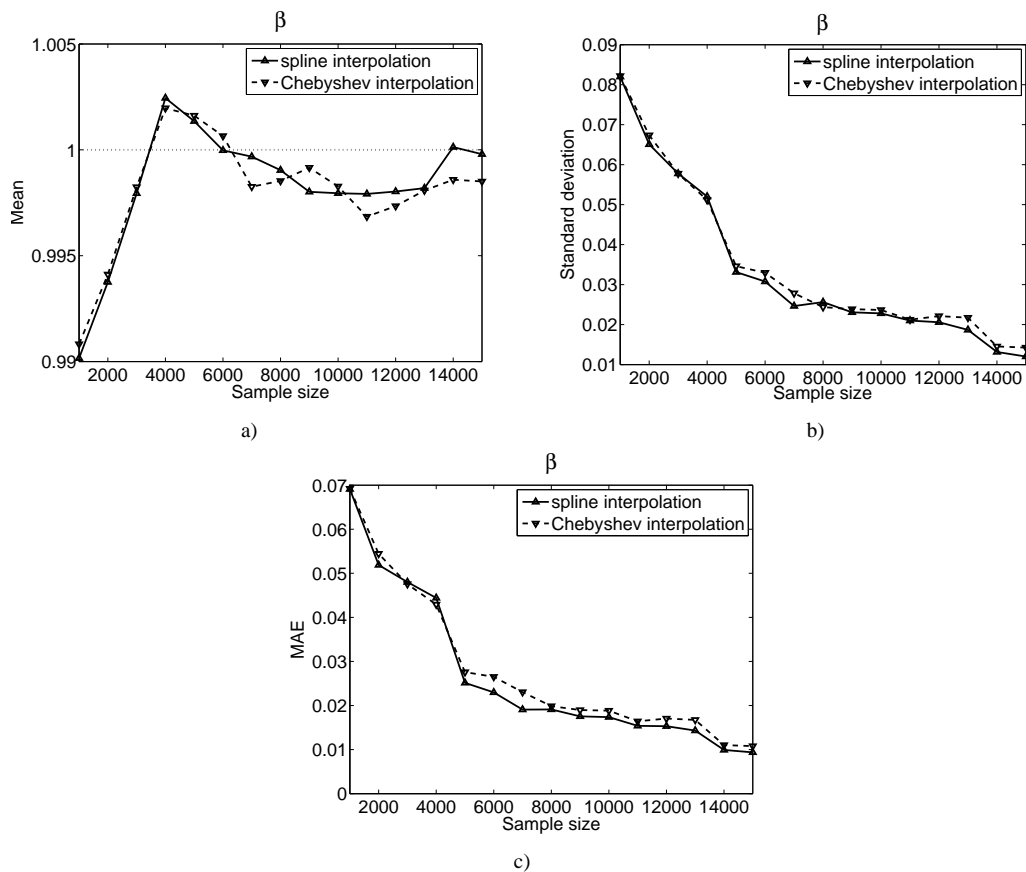 β
1.005
1
0.995
0.99
Mean
spline interpolation
Chebyshev interpolation
2000 4000 6000 8000 10000 12000 14000
Sample size
a)
β
0.09
0.08
0.07
0.06
0.05
0.04
0.03
0.02
0.01
Standard deviation
spline interpolation
Chebyshev interpolation
2000 4000 6000 8000 10000 12000 14000
Sample size
b)
β
0.07
0.06
0.05
0.04
0.03
0.02
0.01
0
MAE
spline interpolation
Chebyshev interpolation
2000 4000 6000 8000 10000 12000 14000
Sample size
c)